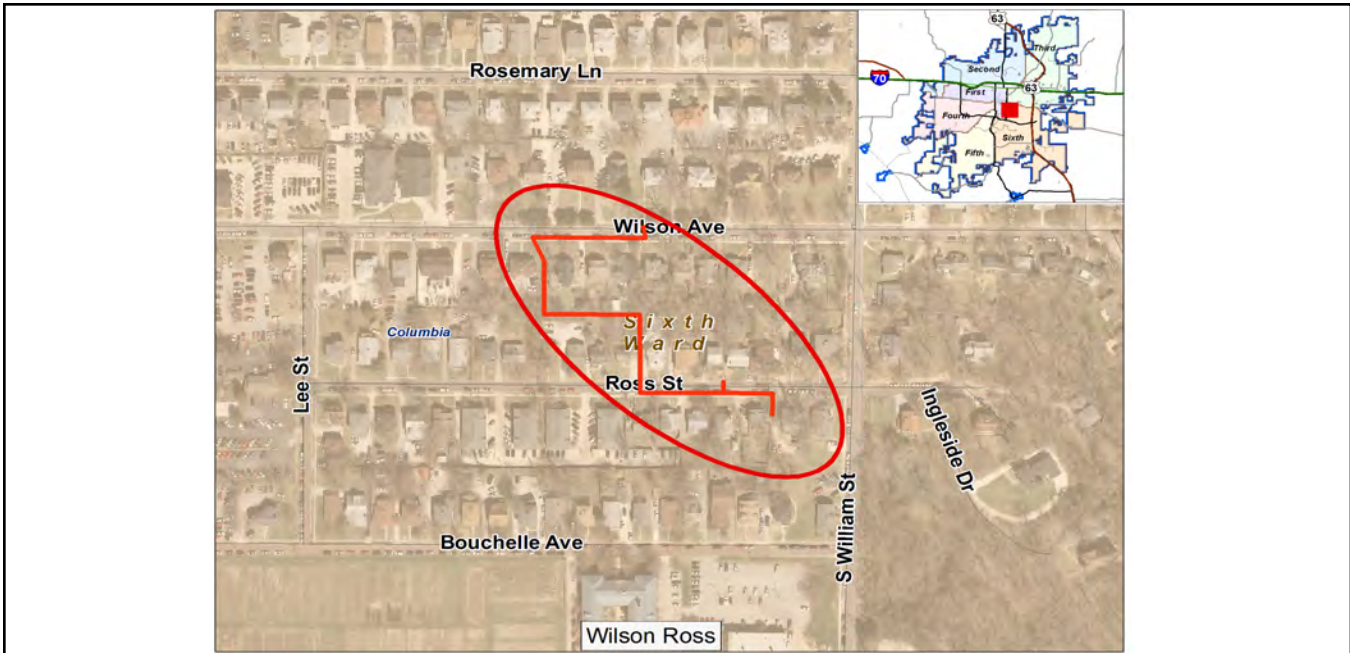 Rosemary Ln
63
Third
Second
70
63
First
Fourth
Sixth
Fifth
Wilson Ave
Sixth
Ward
Columbia
Lee St
Ross St
Ingleside Dr
S William St
Bouchelle Ave
Wilson Ross